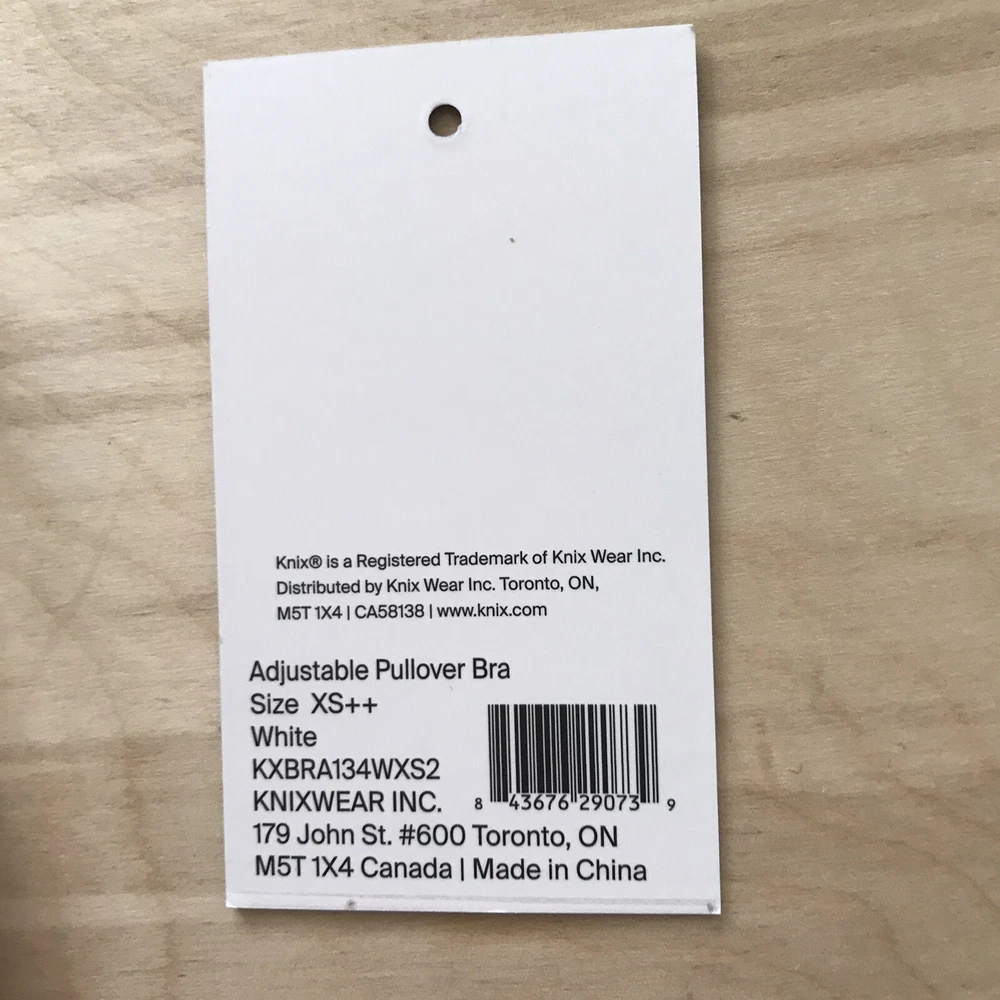 Knix® is a Registered Trademark of Knix Wear Inc.
Distributed by Knix Wear Inc. Toronto, ON,
M5T 1X4 | CA58138 | www.knix.com
Adjustable Pullover Bra
Size XS++
White
KXBRA134WXS2
KNIXWEAR INC.
8 43676 29073 9
179 John St. #600 Toronto, ON
M5T 1X4 Canada | Made in China